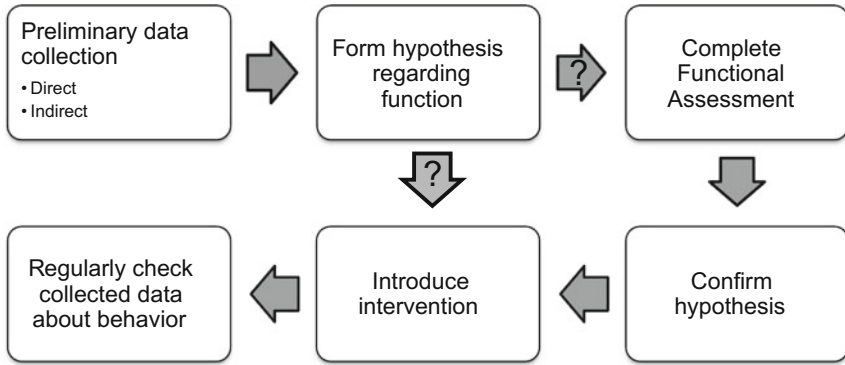 Preliminary data
collection
• Direct
• Indirect
Form hypothesis
regarding
function
?
Complete
Functional
Assessment
?
Regularly check
collected data
about behavior
Introduce
intervention
Confirm
hypothesis